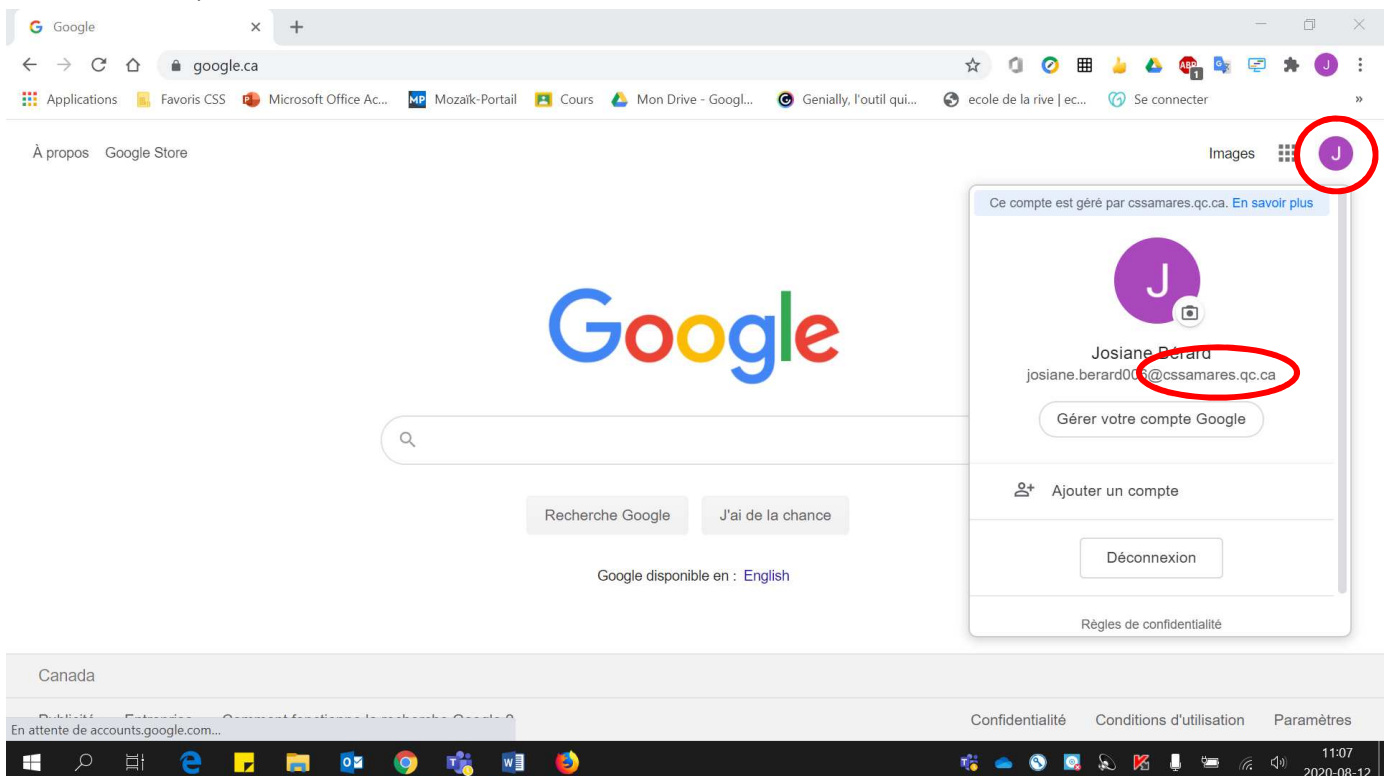 Google
google.ca
Applications Favoris CSS Microsoft Office Ac... Mozaïk-Portail Cours Mon Drive - Googl... Genially, l'outil qui... ecole de la rive | ec... Se connecter »
À propos Google Store Images J
Ce compte est géré par cssamares.qc.ca. En savoir plus
J
Google
Josiane Bérard
josiane.berard006@cssamares.qc.ca
Gérer votre compte Google
Ajouter un compte
Recherche Google J'ai de la chance
Déconnexion
Google disponible en : English
Règles de confidentialité
Canada
Confidentialité Conditions d'utilisation Paramètres
En attente de accounts.google.com...
11:07
2020-08-12